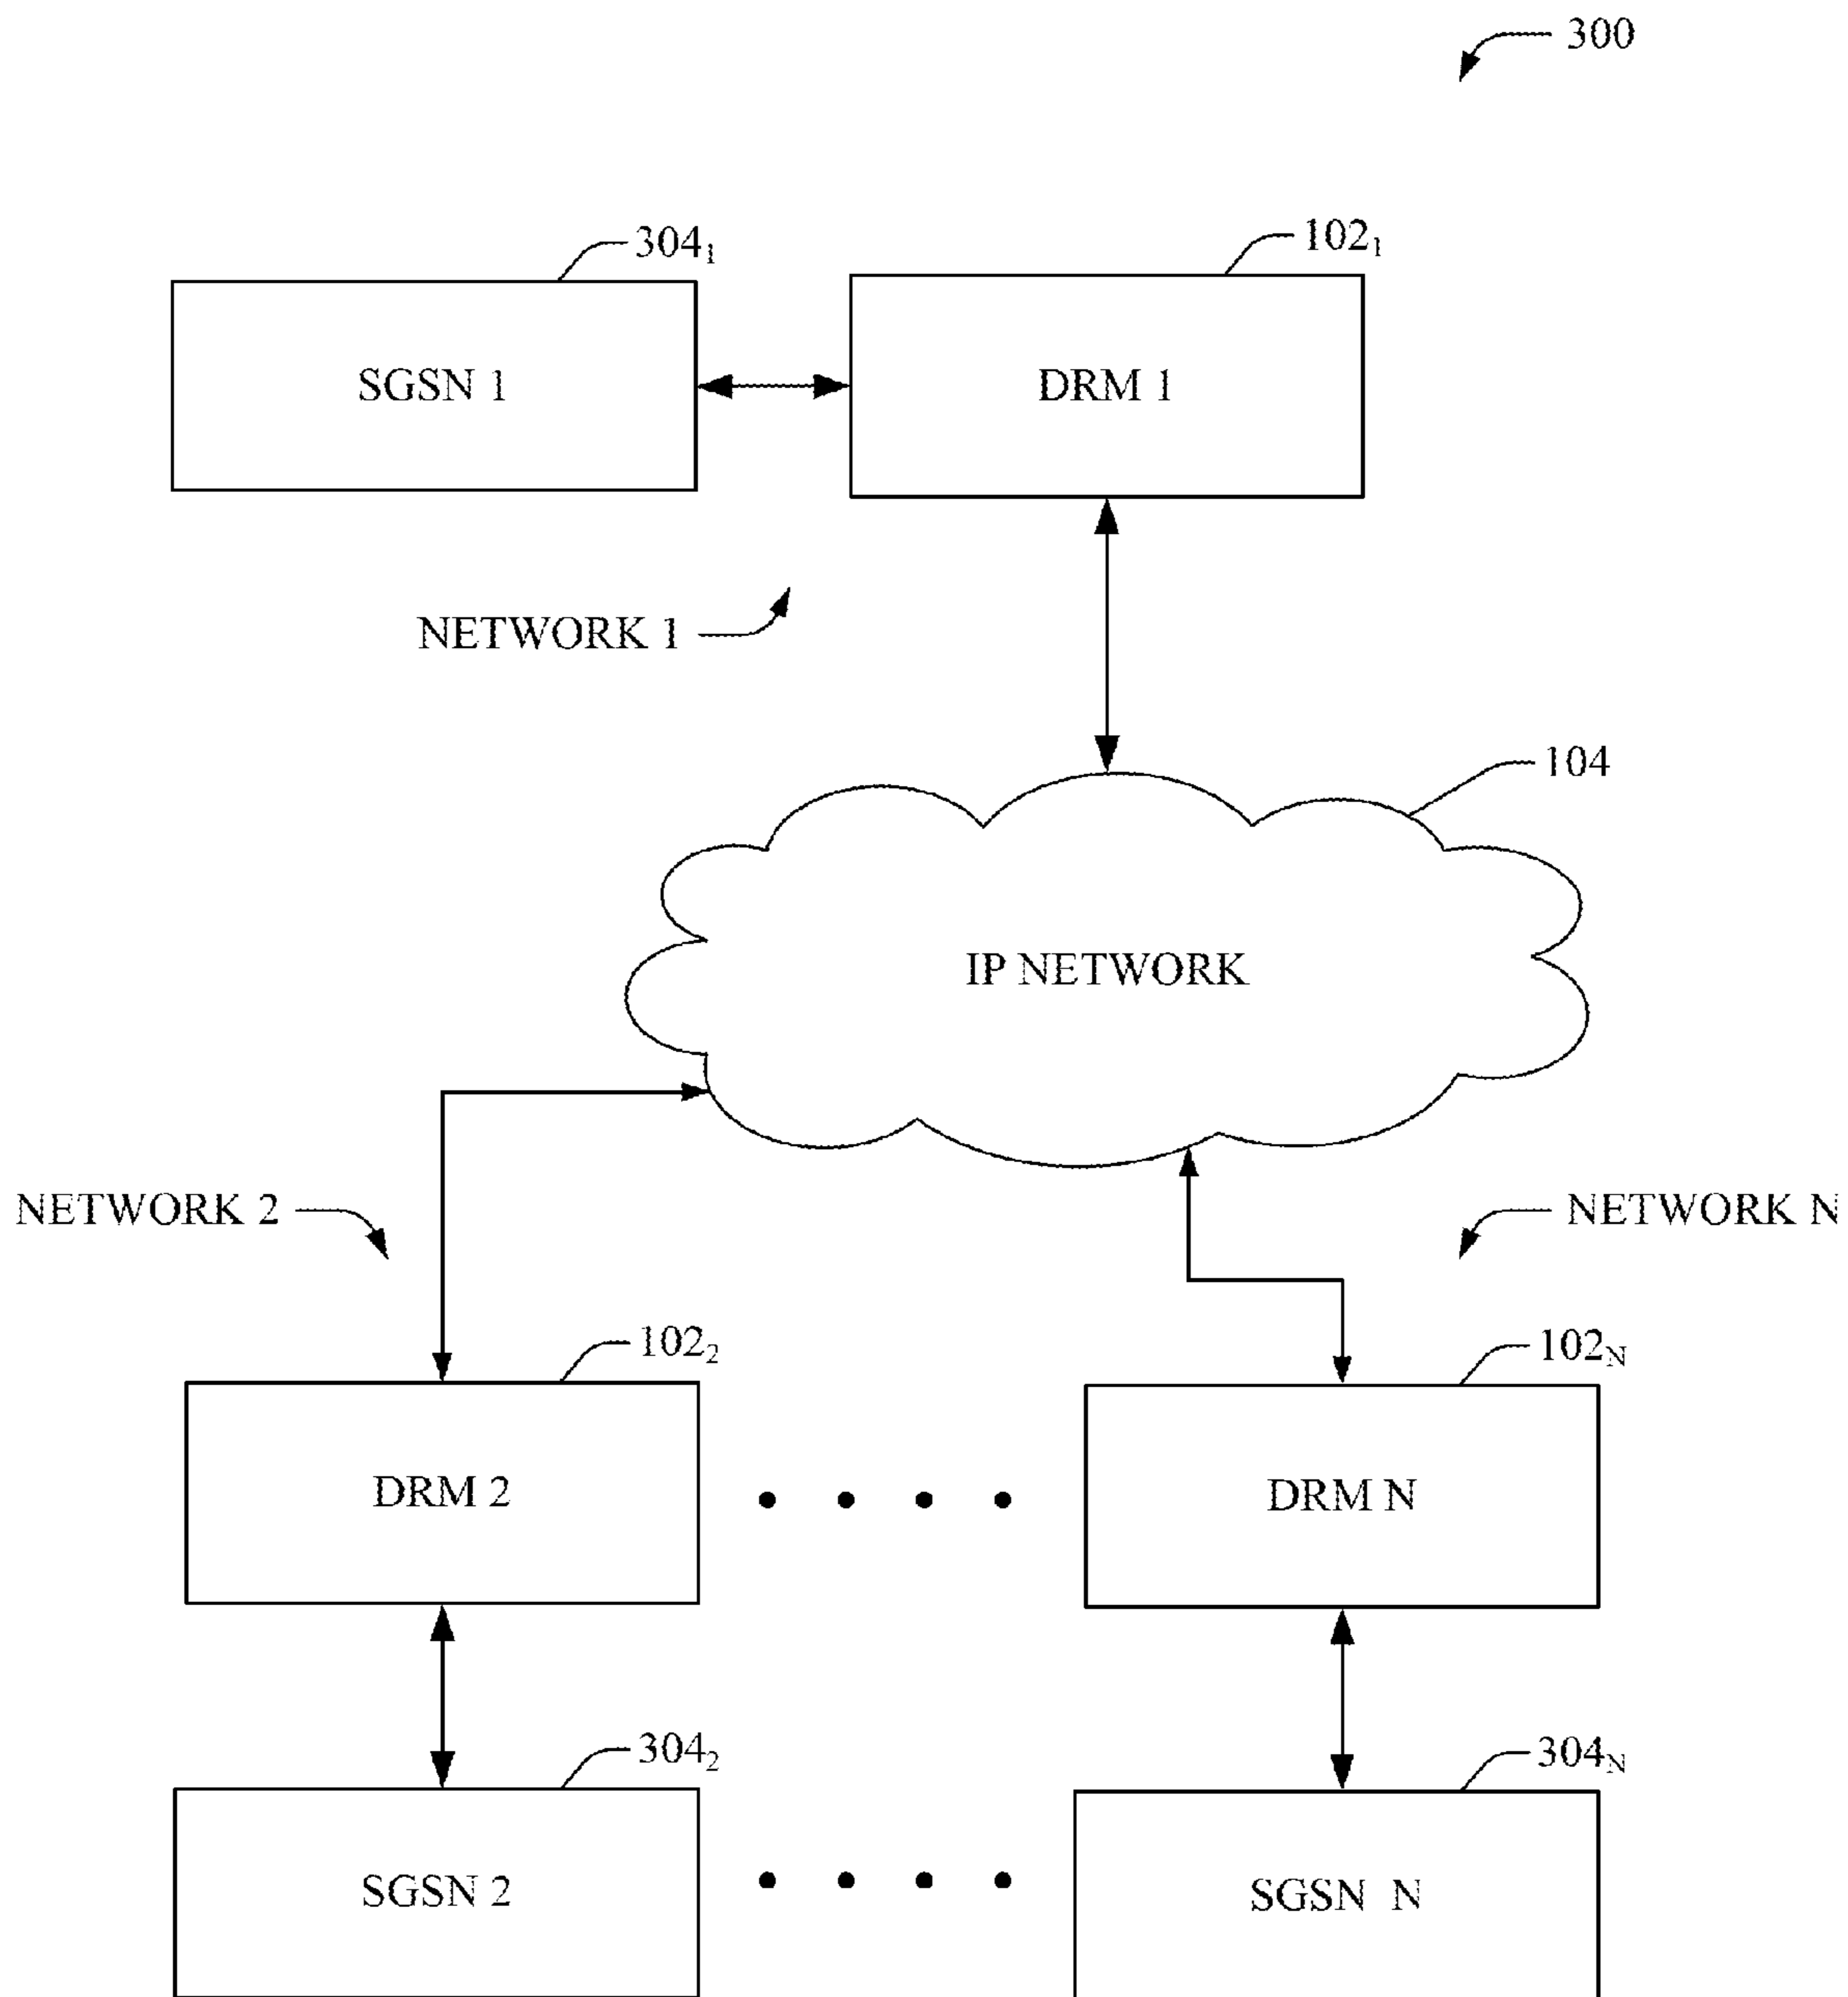 300
304₁
102₁
SGSN 1
DRM 1
NETWORK 1
104
IP NETWORK
NETWORK 2
NETWORK N
102₂
102N
DRM 2
DRM N
304₂
304N
SGSN 2
SGSN N